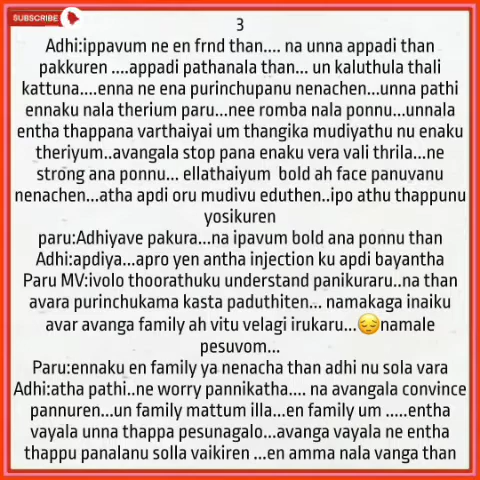 SUBSCRIBE
3
Adhi:ippavum ne en frnd than.... na unna appadi than
pakkuren ....appadi pathanala than... un kaluthula thali
kattuna....enna ne ena purinchupanu nenachen...unna pathi
ennaku nala therium paru...nee romba nala ponnu...unnala
entha thappana varthaiyai um thangika mudiyathu nu enaku
theriyum..avangala stop pana enaku vera vali thrila...ne
strong ana ponnu... ellathaiyum bold ah face panuvanu
nenachen...atha apdi oru mudivu eduthen..ipo athu thappunu
yosikuren
paru:Adhiyave pakura...na ipavum bold ana ponnu than
Adhi:apdiya...apro yen antha injection ku apdi bayantha
Paru MV:ivolo thoorathuku understand panikuraru..na than
avara purinchukama kasta paduthiten... namakaga inaiku
avar avanga family ah vitu velagi irukaru...😔namale
pesuvom...
Paru:ennaku en family ya nenacha than adhi nu sola vara
Adhi:atha pathi..ne worry pannikatha.... na avangala convince
pannuren...un family mattum illa...en family um .....entha
vayala unna thappa pesunagalo...avanga vayala ne entha
thappu panalanu solla vaikiren ...en amma nala vanga than